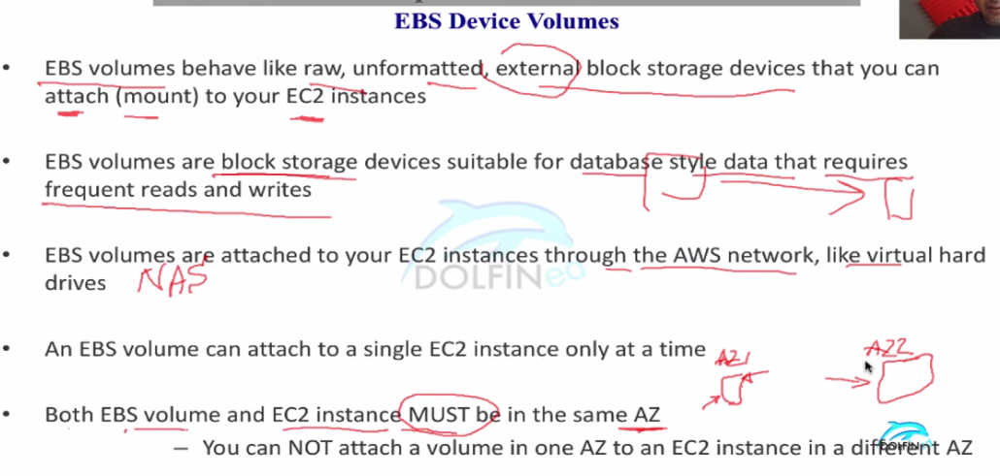 EBS Device Volumes
• EBS volumes behave like raw, unformatted, external block storage devices that you can
attach (mount) to your EC2 instances
• EBS volumes are block storage devices suitable for database style data that requires
frequent reads and writes
• EBS volumes are attached to your EC2 instances through the AWS network, like virtual hard
drives
NAS
DOLFINed
• An EBS volume can attach to a single EC2 instance only at a time
AZ1
AZ2
• Both EBS volume and EC2 instance MUST be in the same AZ
– You can NOT attach a volume in one AZ to an EC2 instance in a different AZ
DOLFINed